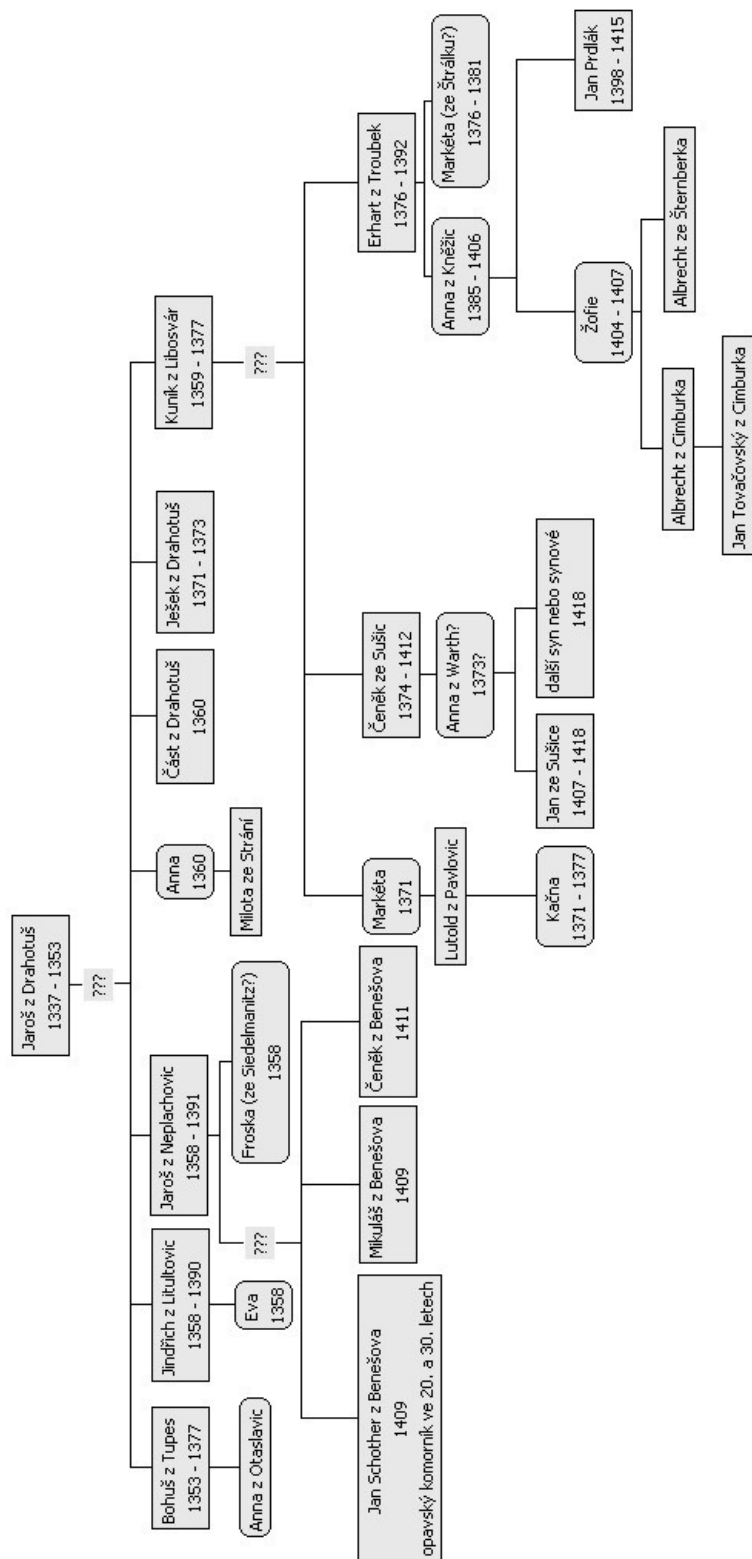 Jaroš z Drahotuš
1337 - 1353
???
Bohuš z Tupes
1353 - 1377
Jindřich z Litultovic
1358 - 1390
Jaroš z Neplachovic
1358 - 1391
Anna
1360
Část z Drahotuš
1360
Ješek z Drahotuš
1371 - 1373
Kuník z Libosvár
1359 - 1377
Anna z Otaslavic
Eva
1358
???
Froska (ze Siedelmanitz?)
1358
Milota ze Strání
???
Jan Schother z Benešova
1409
opavský komorník ve 20. a 30. letech
Mikuláš z Benešova
1409
Čeněk z Benešova
1411
Markéta
1371
Čeněk ze Sušic
1374 - 1412
Erhart z Troubek
1376 - 1392
Lutold z Pavlovic
Anna z Warth?
1373?
Anna z Kněžic
1385 - 1406
Markéta (ze Štrálku?)
1376 - 1381
Kačna
1371 - 1377
Jan ze Sušice
1407 - 1418
další syn nebo synové
1418
Žofie
1404 - 1407
Jan Prdlák
1398 - 1415
Albrecht z Cimburka
Albrecht ze Šternberka
Jan Tovačovský z Cimburka